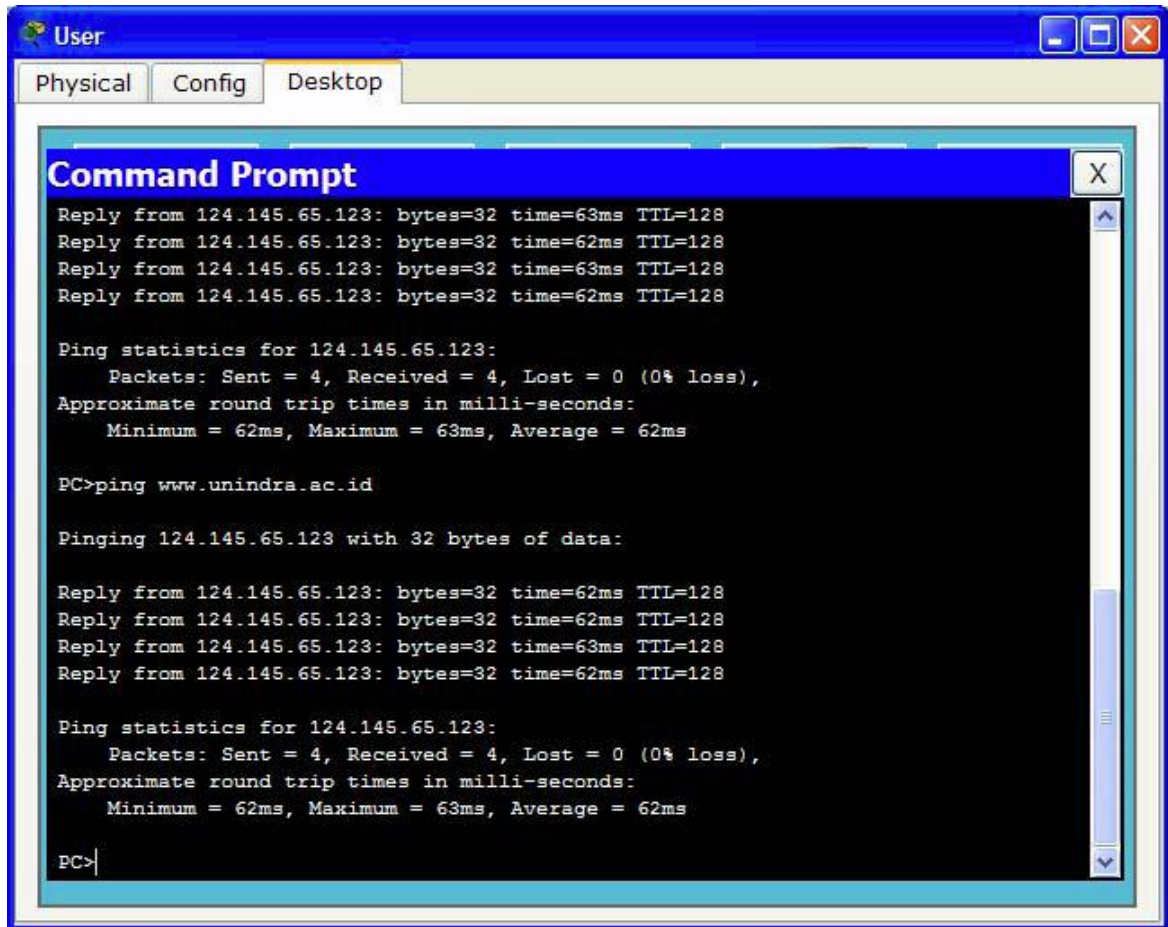 User
Physical Config Desktop
Command Prompt X
Reply from 124.145.65.123: bytes=32 time=63ms TTL=128
Reply from 124.145.65.123: bytes=32 time=62ms TTL=128
Reply from 124.145.65.123: bytes=32 time=63ms TTL=128
Reply from 124.145.65.123: bytes=32 time=62ms TTL=128
Ping statistics for 124.145.65.123:
Packets: Sent = 4, Received = 4, Lost = 0 (0% loss),
Approximate round trip times in milli-seconds:
Minimum = 62ms, Maximum = 63ms, Average = 62ms
PC>ping www.unindra.ac.id
Pinging 124.145.65.123 with 32 bytes of data:
Reply from 124.145.65.123: bytes=32 time=62ms TTL=128
Reply from 124.145.65.123: bytes=32 time=62ms TTL=128
Reply from 124.145.65.123: bytes=32 time=63ms TTL=128
Reply from 124.145.65.123: bytes=32 time=62ms TTL=128
Ping statistics for 124.145.65.123:
Packets: Sent = 4, Received = 4, Lost = 0 (0% loss),
Approximate round trip times in milli-seconds:
Minimum = 62ms, Maximum = 63ms, Average = 62ms
PC>